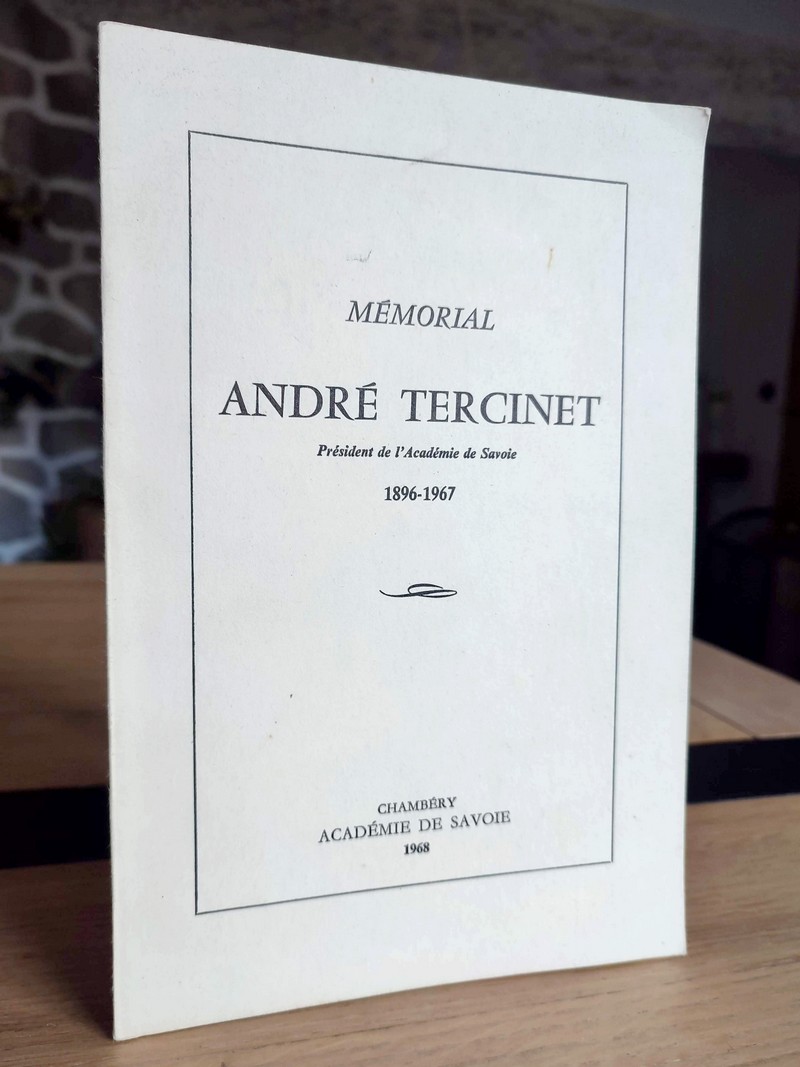 MÉMORIAL
ANDRÉ TERCINET
Président de l'Académie de Savoie
1896-1967
CHAMBÉRY
ACADÉMIE DE SAVOIE
1968